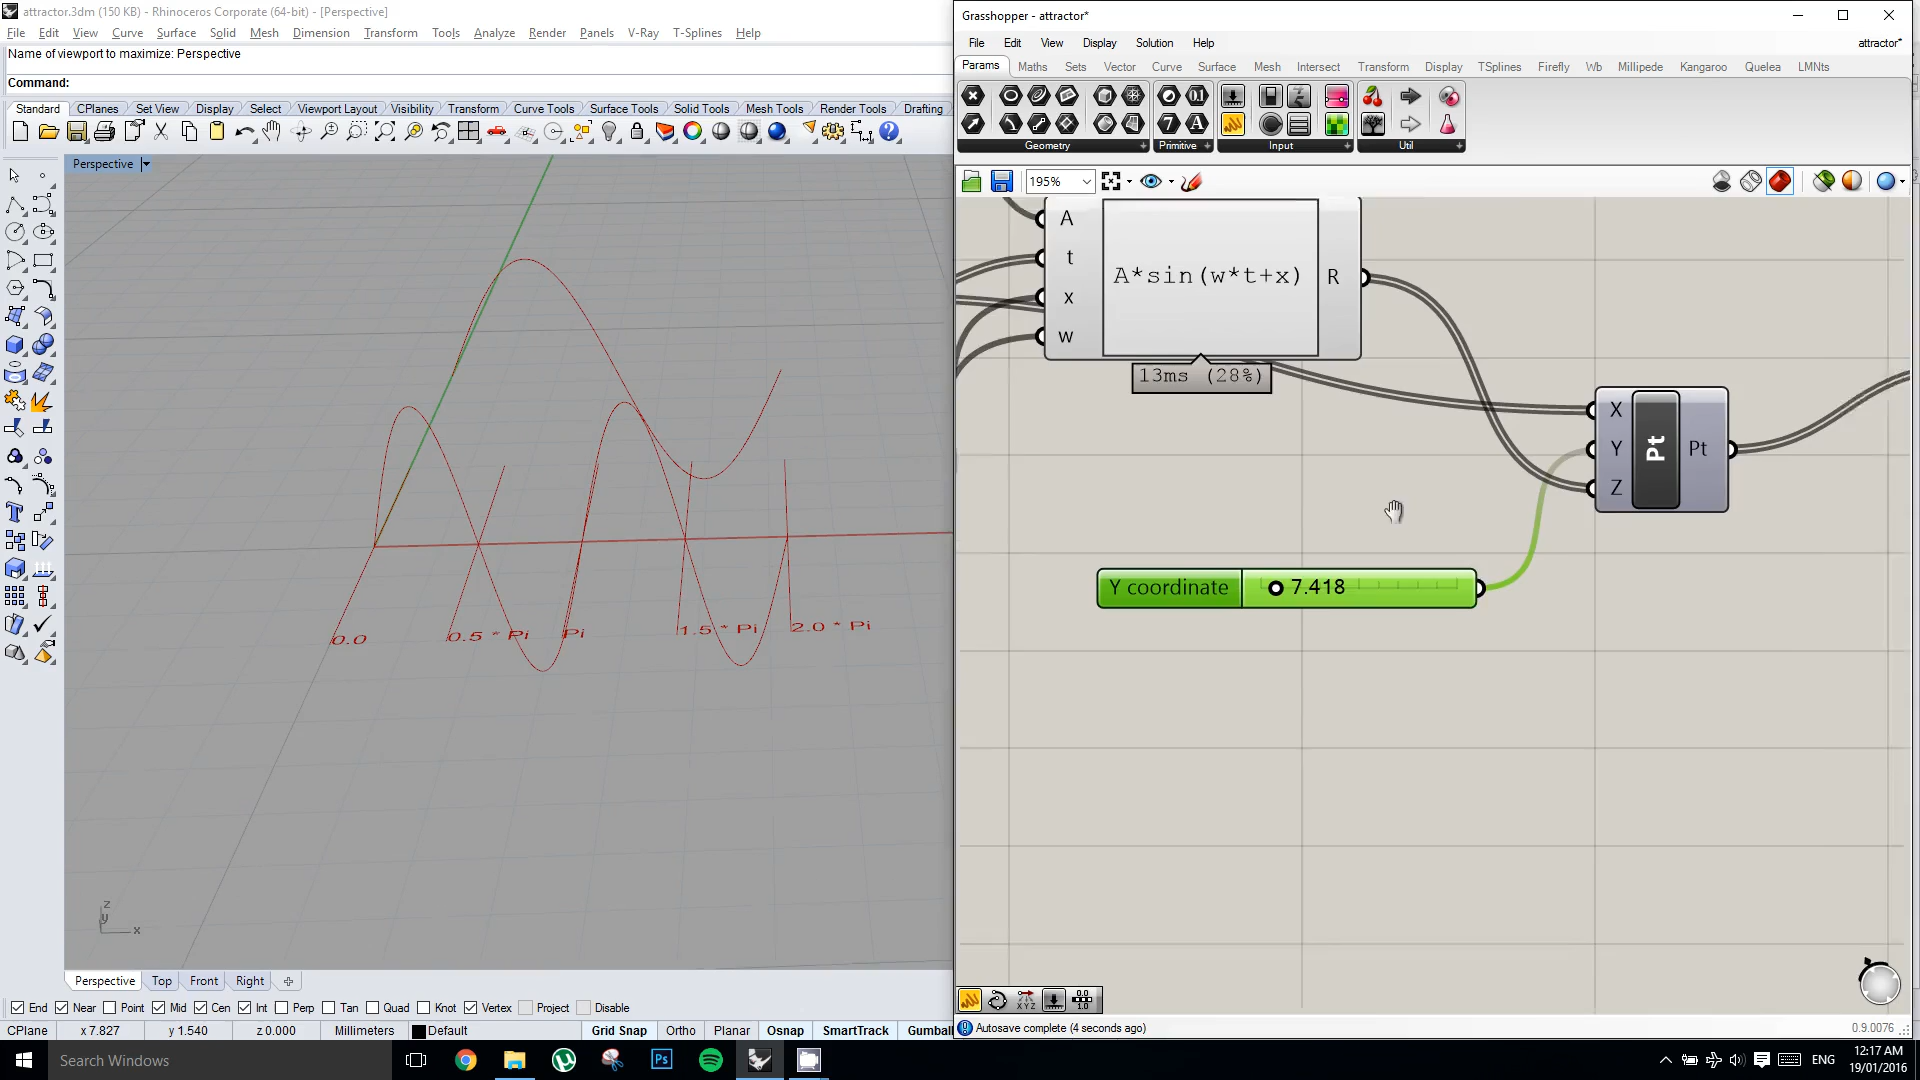 attractor.3dm (150 KB) - Rhinoceros Corporate (64-bit) - [Perspective]
File Edit View Curve Surface Solid Mesh Dimension Transform Tools Analyze Render Panels V-Ray T-Splines Help
Name of viewport to maximize: Perspective
Command:
Standard CPlanes Set View Display Select Viewport Layout Visibility Transform Curve Tools Surface Tools Solid Tools Mesh Tools Render Tools Drafting
Perspective
0.0
0.5 * Pi
Pi
1.5 * Pi
2.0 * Pi
z
y
x
Perspective Top Front Right
End Near Point Mid Cen Int Perp Tan Quad Knot Vertex Project Disable
CPlane x 7.827 y 1.540 z 0.000 Millimeters Default Grid Snap Ortho Planar Osnap SmartTrack Gumball
Grasshopper - attractor*
File Edit View Display Solution Help attractor*
Params Maths Sets Vector Curve Surface Mesh Intersect Transform Display TSplines Firefly Wb Millipede Kangaroo Quelea LMNts
Geometry Primitive Input Util
195%
A
t
x
w
A*sin(w*t+x)
R
13ms (28%)
X
Y
Z
Pt
Pt
Y coordinate 7.418
Autosave complete (4 seconds ago)
0.9.0076
Search Windows
ENG
12:17 AM
19/01/2016